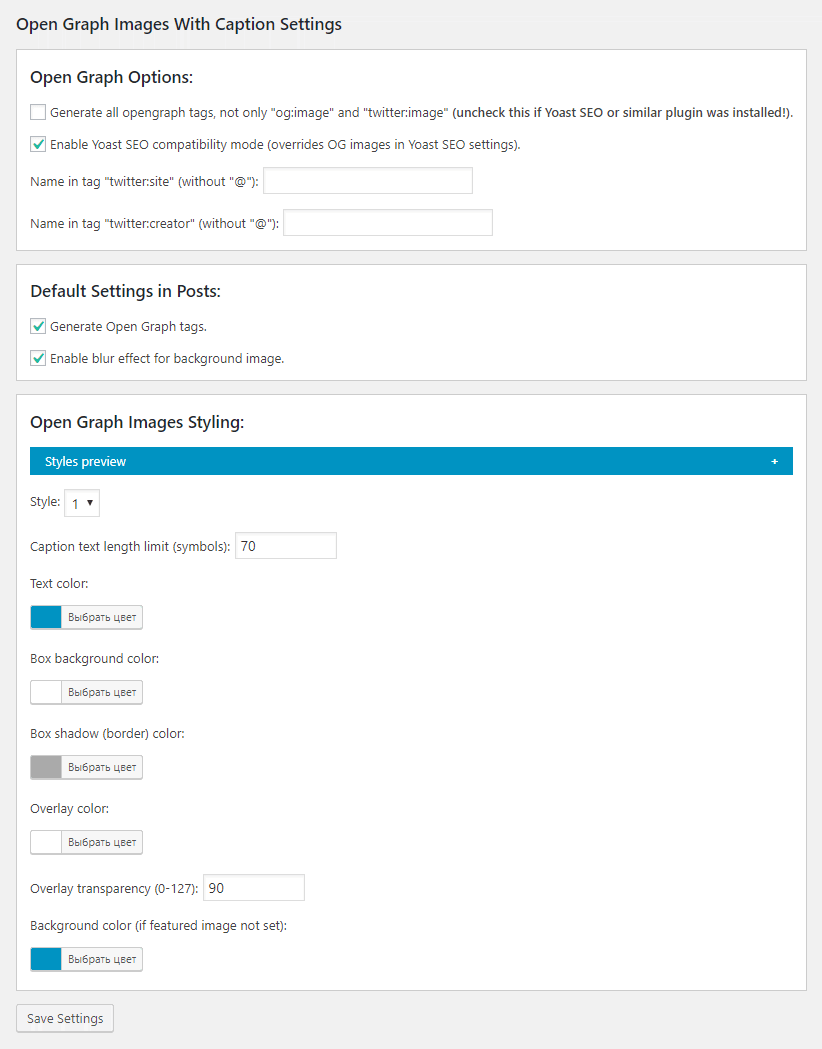 Open Graph Images With Caption Settings
Open Graph Options:
Generate all opengraph tags, not only "og:image" and "twitter:image" (uncheck this if Yoast SEO or similar plugin was installed!).
Enable Yoast SEO compatibility mode (overrides OG images in Yoast SEO settings).
Name in tag "twitter:site" (without "@"):
Name in tag "twitter:creator" (without "@"):
Default Settings in Posts:
Generate Open Graph tags.
Enable blur effect for background image.
Open Graph Images Styling:
Styles preview +
Style: 1
Caption text length limit (symbols): 70
Text color:
Выбрать цвет
Box background color:
Выбрать цвет
Box shadow (border) color:
Выбрать цвет
Overlay color:
Выбрать цвет
Overlay transparency (0-127): 90
Background color (if featured image not set):
Выбрать цвет
Save Settings